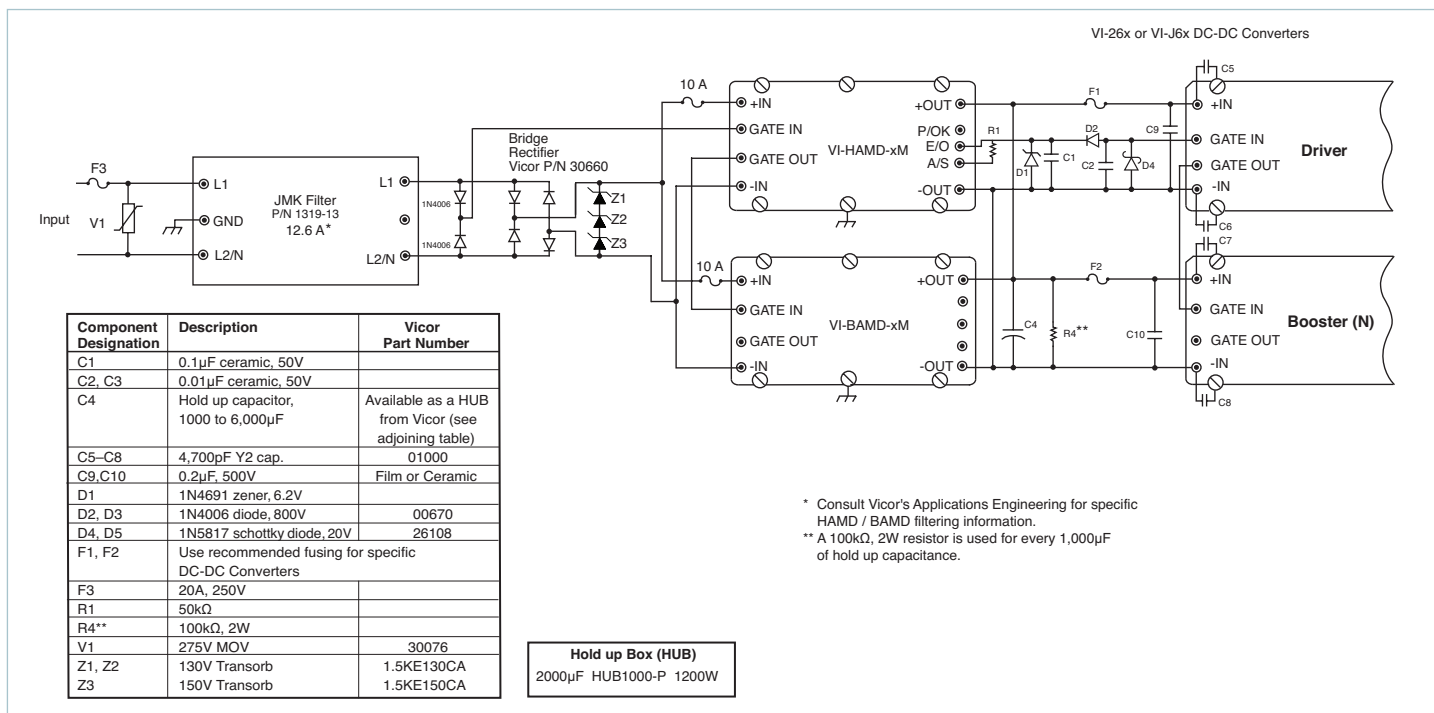 VI-26x or VI-J6x DC-DC Converters
F3
Input
V1
L1
GND
L2/N
JMK Filter
P/N 1319-13
12.6 A*
L1
L2/N
1N4006
1N4006
Bridge
Rectifier
Vicor P/N 30660
Z1
Z2
Z3
10 A
+IN
GATE IN
GATE OUT
-IN
VI-HAMD-xM
+OUT
P/OK
E/O
A/S
-OUT
R1
D1
C1
D2
C2
D4
F1
C9
C5
+IN
GATE IN
GATE OUT
-IN
Driver
C6
10 A
+IN
GATE IN
GATE OUT
-IN
VI-BAMD-xM
+OUT
-OUT
C4
R4**
F2
C10
C7
+IN
GATE IN
GATE OUT
-IN
Booster (N)
C8
Component Designation Description Vicor Part Number
C1 0.1µF ceramic, 50V
C2, C3 0.01µF ceramic, 50V
C4 Hold up capacitor, Available as a HUB
1000 to 6,000µF from Vicor (see
adjoining table)
C5–C8 4,700pF Y2 cap. 01000
C9,C10 0.2µF, 500V Film or Ceramic
D1 1N4691 zener, 6.2V
D2, D3 1N4006 diode, 800V 00670
D4, D5 1N5817 schottky diode, 20V 26108
F1, F2 Use recommended fusing for specific
DC-DC Converters
F3 20A, 250V
R1 50kΩ
R4** 100kΩ, 2W
V1 275V MOV 30076
Z1, Z2 130V Transorb 1.5KE130CA
Z3 150V Transorb 1.5KE150CA
Hold up Box (HUB)
2000µF HUB1000-P 1200W
* Consult Vicor's Applications Engineering for specific
HAMD / BAMD filtering information.
** A 100kΩ, 2W resistor is used for every 1,000µF
of hold up capacitance.